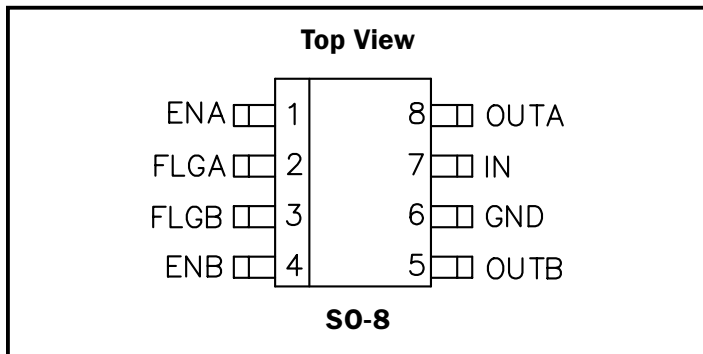 Top View
ENA 1 8 OUTA
FLGA 2 7 IN
FLGB 3 6 GND
ENB 4 5 OUTB
SO-8